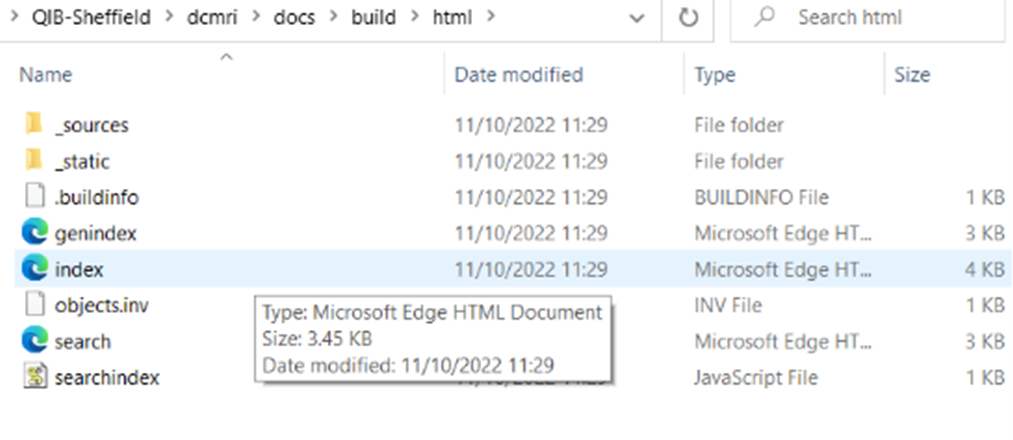 QIB-Sheffield > dcmri > docs > build > html > Search html
Name Date modified Type Size
_sources 11/10/2022 11:29 File folder
_static 11/10/2022 11:29 File folder
.buildinfo 11/10/2022 11:29 BUILDINFO File 1 KB
genindex 11/10/2022 11:29 Microsoft Edge HT... 3 KB
index 11/10/2022 11:29 Microsoft Edge HT... 4 KB
objects.inv INV File 1 KB
Type: Microsoft Edge HTML Document
search Microsoft Edge HT... 3 KB
Size: 3.45 KB
Date modified: 11/10/2022 11:29
searchindex JavaScript File 1 KB